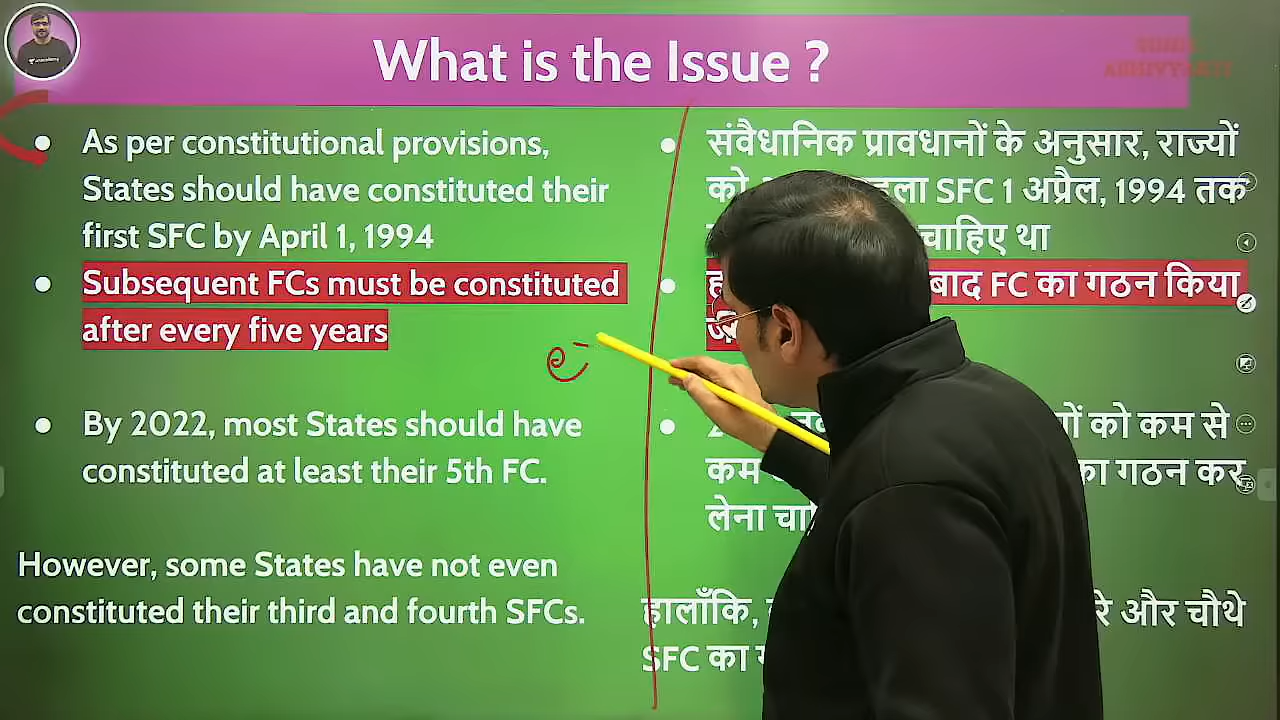 What is the Issue ?
As per constitutional provisions,
States should have constituted their
first SFC by April 1, 1994
Subsequent FCs must be constituted
after every five years
By 2022, most States should have
constituted at least their 5th FC.
However, some States have not even
constituted their third and fourth SFCs.
संवैधानिक प्रावधानों के अनुसार, राज्यों
को SFC 1 अप्रैल, 1994 तक
चाहिए था
बाद FC का गठन किया
को कम से
कम का गठन कर
लेना
हालाँकि, और चौथे
SFC का